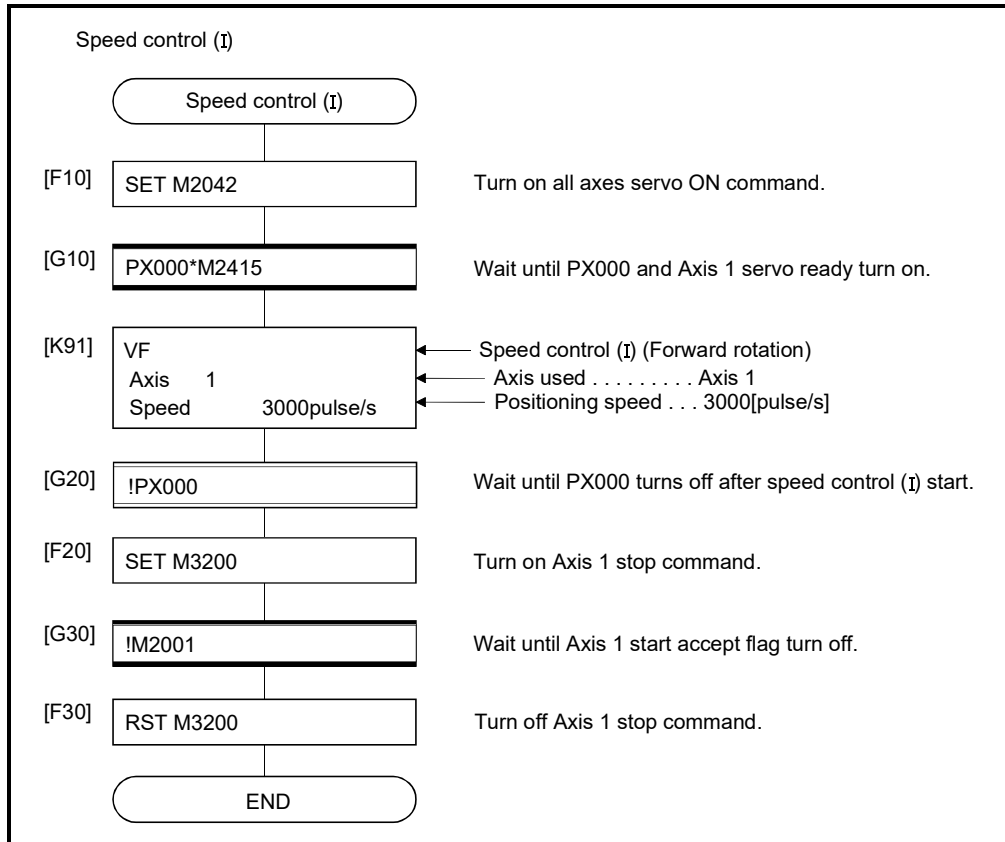 Speed control (I)
Speed control (I)
[F10] SET M2042 Turn on all axes servo ON command.
[G10] PX000*M2415 Wait until PX000 and Axis 1 servo ready turn on.
[K91] VF Speed control (I) (Forward rotation)
Axis 1 Axis used . . . . . . . . . Axis 1
Speed 3000pulse/s Positioning speed . . . 3000[pulse/s]
[G20] !PX000 Wait until PX000 turns off after speed control (I) start.
[F20] SET M3200 Turn on Axis 1 stop command.
[G30] !M2001 Wait until Axis 1 start accept flag turn off.
[F30] RST M3200 Turn off Axis 1 stop command.
END